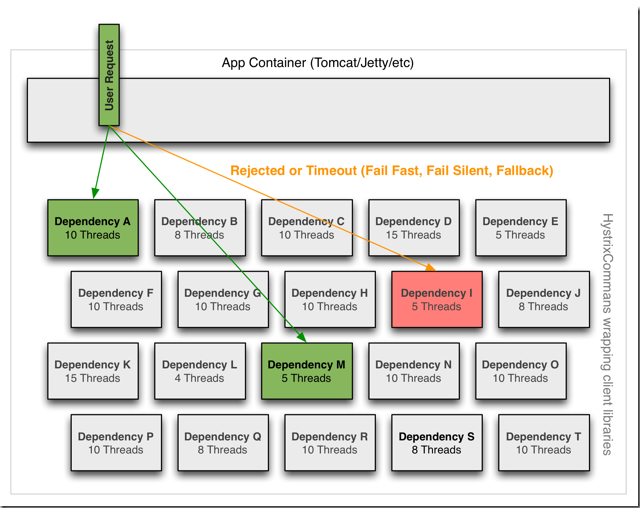 User Request
App Container (Tomcat/Jetty/etc)
Rejected or Timeout (Fail Fast, Fail Silent, Fallback)
Dependency A
10 Threads
Dependency B
8 Threads
Dependency C
10 Threads
Dependency D
15 Threads
Dependency E
5 Threads
Dependency F
10 Threads
Dependency G
10 Threads
Dependency H
10 Threads
Dependency I
5 Threads
Dependency J
8 Threads
Dependency K
15 Threads
Dependency L
4 Threads
Dependency M
5 Threads
Dependency N
10 Threads
Dependency O
10 Threads
Dependency P
10 Threads
Dependency Q
8 Threads
Dependency R
10 Threads
Dependency S
8 Threads
Dependency T
10 Threads
HystrixCommans wrapping client libraries